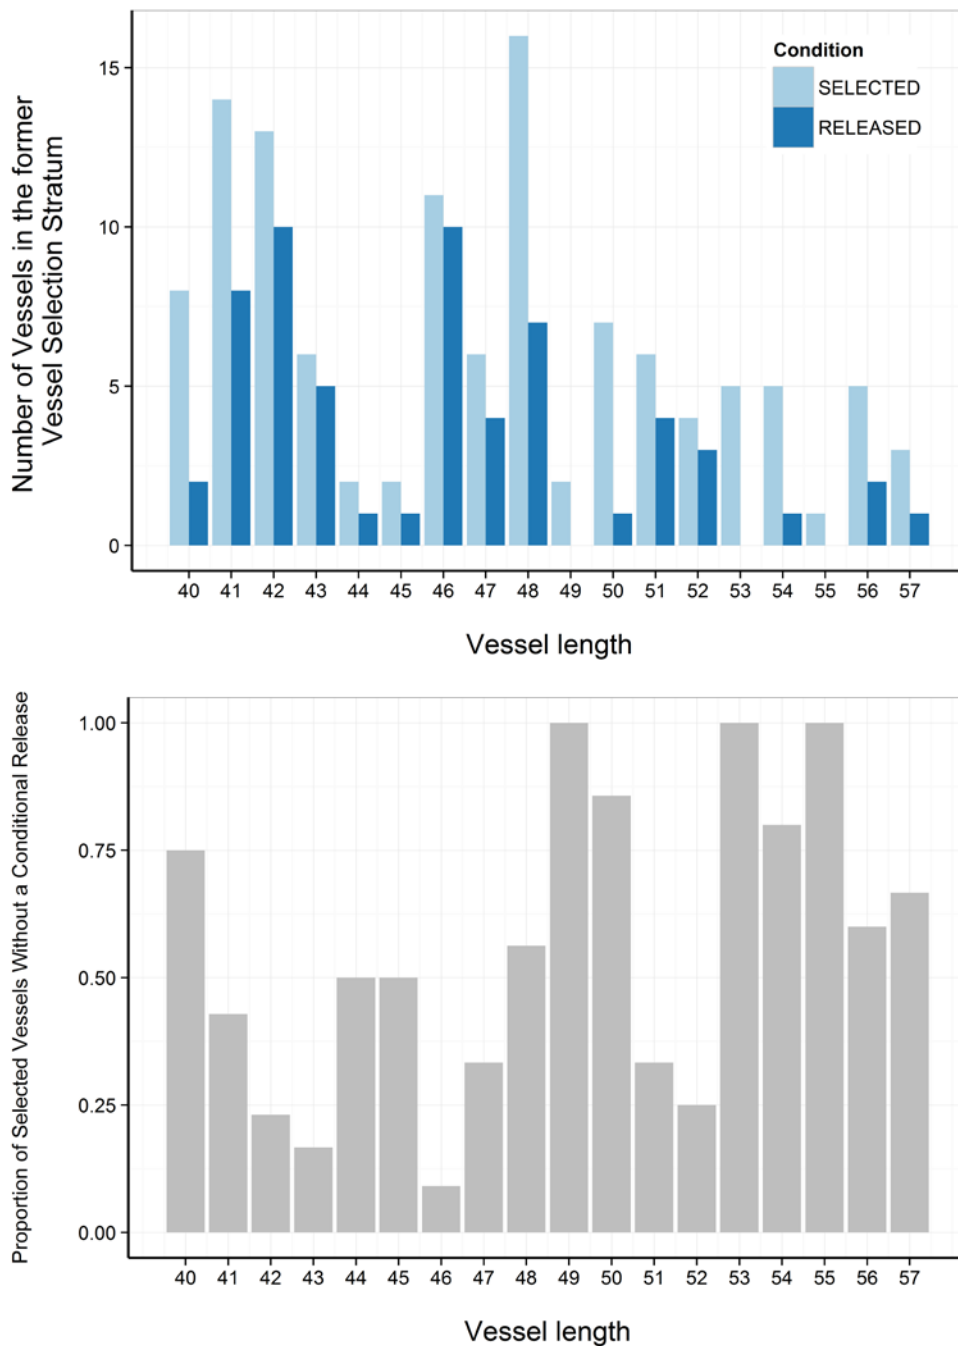 Number of Vessels in the former
Vessel Selection Stratum
15
10
5
0
Condition
SELECTED
RELEASED
40 41 42 43 44 45 46 47 48 49 50 51 52 53 54 55 56 57
Vessel length
Proportion of Selected Vessels Without a Conditional Release
1.00
0.75
0.50
0.25
0.00
40 41 42 43 44 45 46 47 48 49 50 51 52 53 54 55 56 57
Vessel length